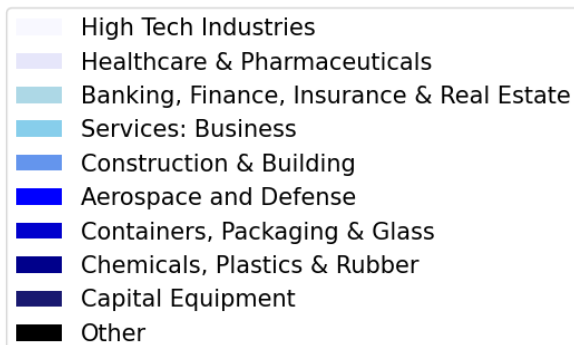 High Tech Industries
Healthcare & Pharmaceuticals
Banking, Finance, Insurance & Real Estate
Services: Business
Construction & Building
Aerospace and Defense
Containers, Packaging & Glass
Chemicals, Plastics & Rubber
Capital Equipment
Other